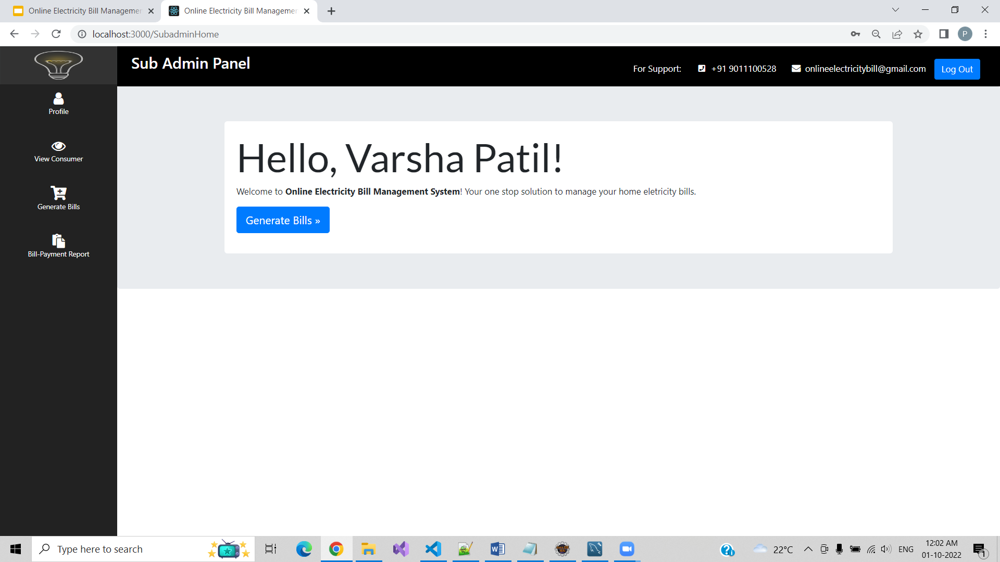 Online Electricity Bill Managemen
Online Electricity Bill Managemen
localhost:3000/SubadminHome
P
Sub Admin Panel
For Support: +91 9011100528 onlineelectricitybill@gmail.com Log Out
Profile
View Consumer
Generate Bills
Bill-Payment Report
Hello, Varsha Patil!
Welcome to Online Electricity Bill Management System! Your one stop solution to manage your home eletricity bills.
Generate Bills »
Type here to search
22°C
ENG
12:02 AM
01-10-2022
1